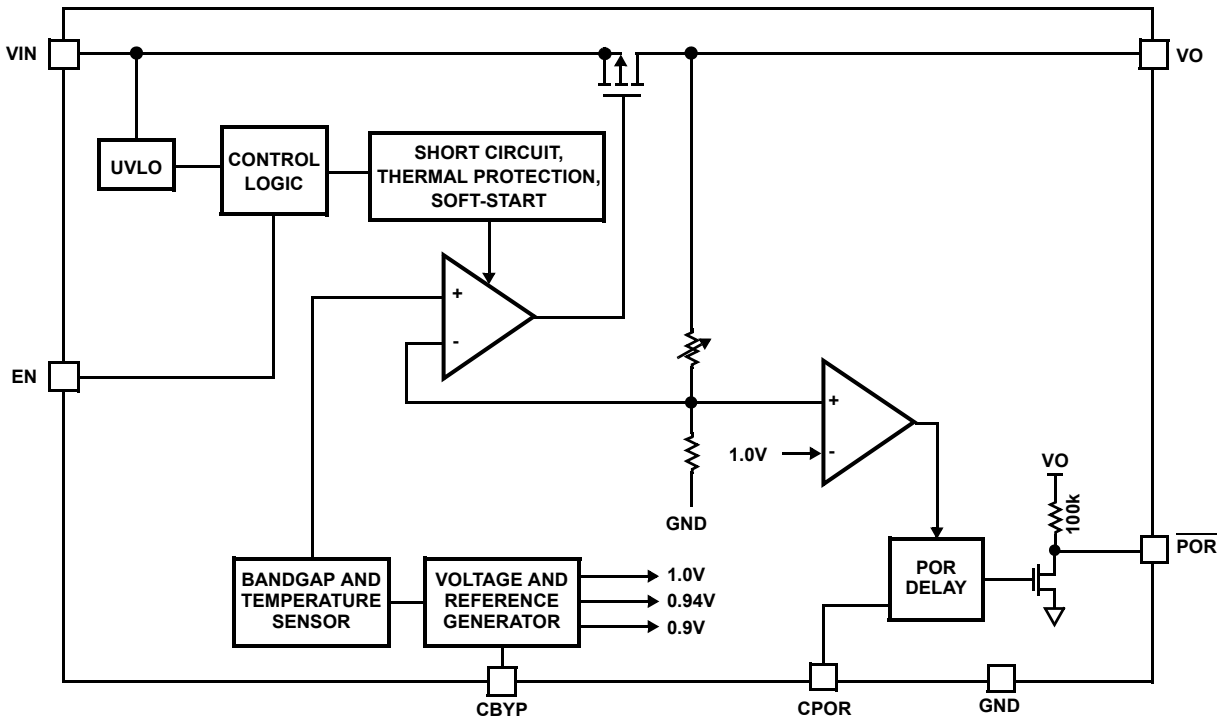 VIN
VO
UVLO
CONTROL
LOGIC
SHORT CIRCUIT,
THERMAL PROTECTION,
SOFT-START
+
-
EN
+
1.0V
-
GND
VO
100k
POR
BANDGAP AND
TEMPERATURE
SENSOR
VOLTAGE AND
REFERENCE
GENERATOR
1.0V
0.94V
0.9V
POR
DELAY
CBYP
CPOR
GND